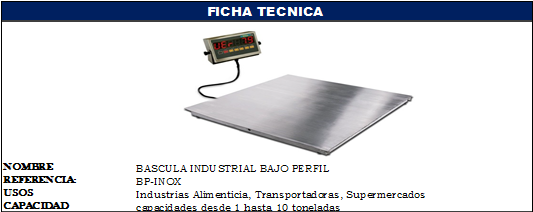 FICHA TECNICA
NOMBRE BASCULA INDUSTRIAL BAJO PERFIL
REFERENCIA: BP-INOX
USOS Industrias Alimenticia, Transportadoras, Supermercados
CAPACIDAD capacidades desde 1 hasta 10 toneladas